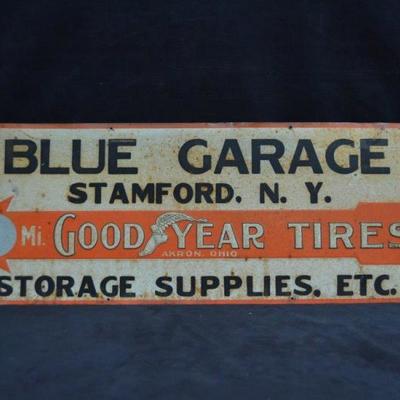 BLUE GARAGE
STAMFORD. N. Y.
Mi. GOOD YEAR TIRES
AKRON, OHIO
STORAGE SUPPLIES. ETC.